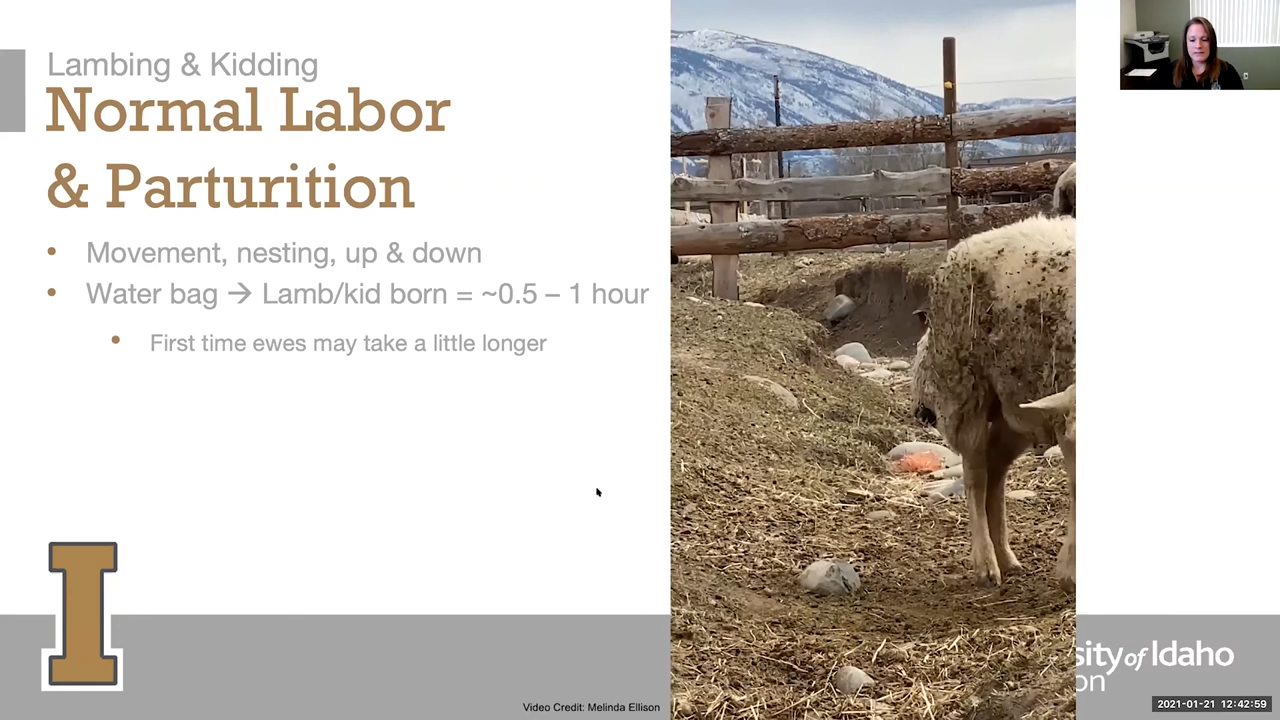 Lambing & Kidding
Normal Labor
& Parturition
• Movement, nesting, up & down
• Water bag → Lamb/kid born = ~0.5 – 1 hour
• First time ewes may take a little longer
I
Video Credit: Melinda Ellison
sity of Idaho
on
2021-01-21 12:42:59